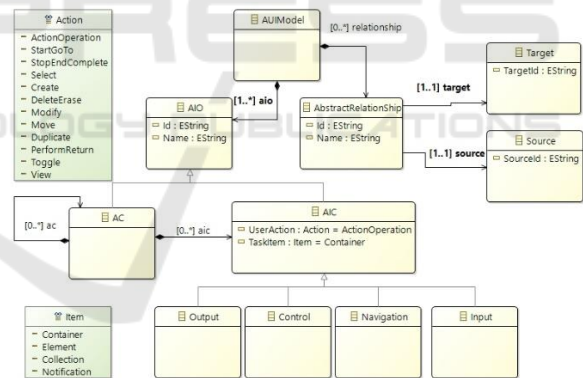 Action
ActionOperation
StartGoTo
StopEndComplete
Select
Create
DeleteErase
Modify
Move
Duplicate
PerformReturn
Toggle
View
AUIModel
[0..*] relationship
[1..*] aio
AIO
Id : EString
Name : EString
AbstractRelationShip
Id : EString
Name : EString
[1..1] target
Target
TargetId : EString
[1..1] source
Source
SourceId : EString
AC
[0..*] ac
[0..*] aic
AIC
UserAction : Action = ActionOperation
TaskItem : Item = Container
Output
Control
Navigation
Input
Item
Container
Element
Collection
Notification